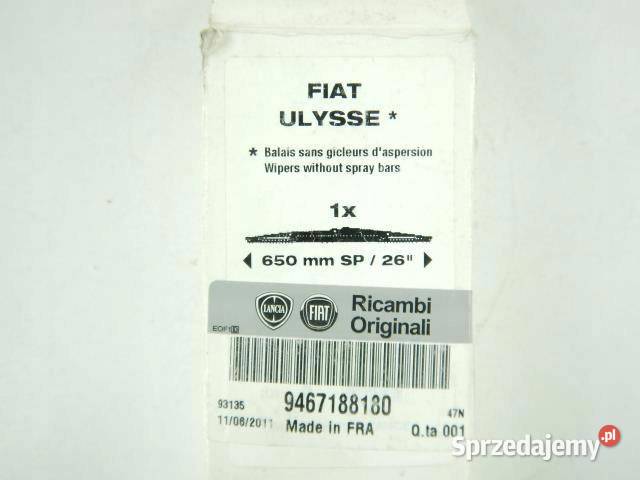 FIAT
ULYSSE *
* Balais sans gicleurs d'aspersion
Wipers without spray bars
1x
650 mm SP / 26"
LANCIA FIAT Ricambi
Originali
9467188180
93135 47N
11/06/2011 Made in FRA Q.ta 001
Sprzedajemy.pl